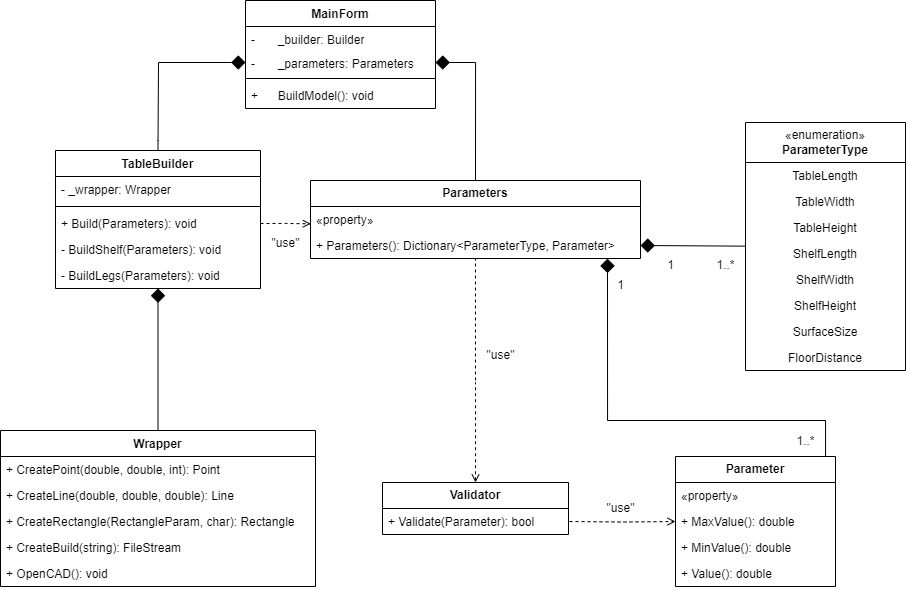 MainForm
- _builder: Builder
- _parameters: Parameters
+ BuildModel(): void
TableBuilder
- _wrapper: Wrapper
+ Build(Parameters): void
- BuildShelf(Parameters): void
- BuildLegs(Parameters): void
"use"
Parameters
«property»
+ Parameters(): Dictionary<ParameterType, Parameter>
1
1..*
«enumeration»
ParameterType
TableLength
TableWidth
TableHeight
ShelfLength
ShelfWidth
ShelfHeight
SurfaceSize
FloorDistance
1
"use"
1..*
Wrapper
+ CreatePoint(double, double, int): Point
+ CreateLine(double, double, double): Line
+ CreateRectangle(RectangleParam, char): Rectangle
+ CreateBuild(string): FileStream
+ OpenCAD(): void
Validator
+ Validate(Parameter): bool
"use"
Parameter
«property»
+ MaxValue(): double
+ MinValue(): double
+ Value(): double